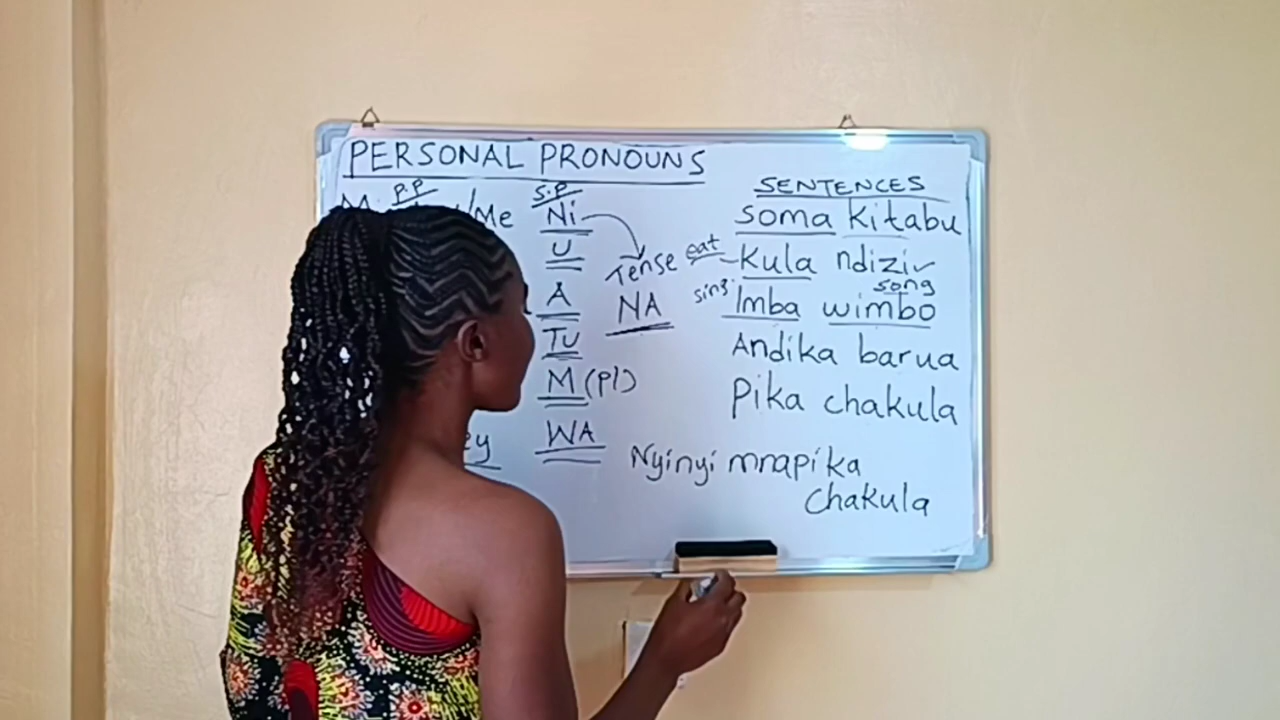 PERSONAL PRONOUNS
P.P
S.P
/Me
Ni
U
A
TU
M (Pl)
WA
ey
Tense
NA
SENTENCES
soma kitabu
eat
Kula ndizi
sing song
Imba wimbo
Andika barua
Pika chakula
Nyinyi mnapika
chakula